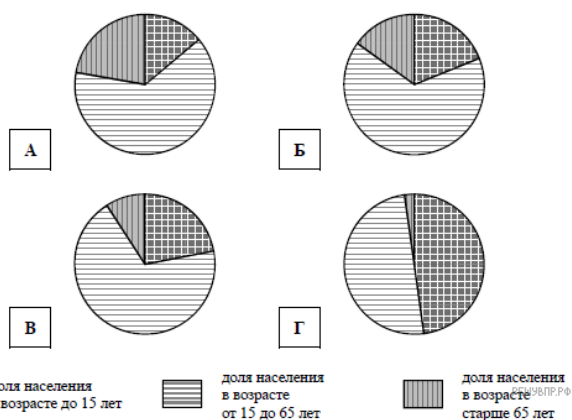 А
Б
В
Г
доля населения
возрасте до 15 лет
доля населения
в возрасте
от 15 до 65 лет
доля населения
в возрасте
старше 65 лет
РЕШУВПР.РФ